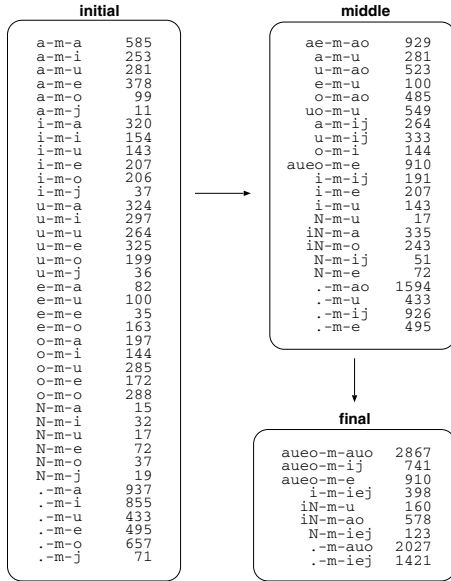 initial
a-m-a 585
a-m-i 253
a-m-u 281
a-m-e 378
a-m-o 99
a-m-j 11
i-m-a 320
i-m-i 154
i-m-u 143
i-m-e 207
i-m-o 206
i-m-j 37
u-m-a 324
u-m-i 297
u-m-u 264
u-m-e 325
u-m-o 199
u-m-j 36
e-m-a 82
e-m-u 100
e-m-e 35
e-m-o 163
o-m-a 197
o-m-i 144
o-m-u 285
o-m-e 172
o-m-o 288
N-m-a 15
N-m-i 32
N-m-u 17
N-m-e 72
N-m-o 37
N-m-j 19
.-m-a 937
.-m-i 855
.-m-u 433
.-m-e 495
.-m-o 657
.-m-j 71
middle
ae-m-ao 929
a-m-u 281
u-m-ao 523
e-m-u 100
o-m-ao 485
uo-m-u 549
a-m-ij 264
u-m-ij 333
o-m-i 144
aueo-m-e 910
i-m-ij 191
i-m-e 207
i-m-u 143
N-m-u 17
iN-m-a 335
iN-m-o 243
N-m-ij 51
N-m-e 72
.-m-ao 1594
.-m-u 433
.-m-ij 926
.-m-e 495
final
aueo-m-auo 2867
aueo-m-ij 741
aueo-m-e 910
i-m-iej 398
iN-m-u 160
iN-m-ao 578
N-m-iej 123
.-m-auo 2027
.-m-iej 1421